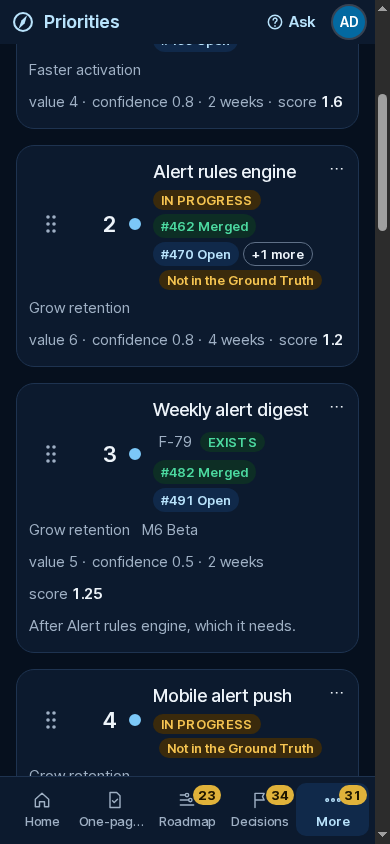 Priorities
Ask
AD
Faster activation
value 4 · confidence 0.8 · 2 weeks · score 1.6
Alert rules engine
...
IN PROGRESS
#462 Merged
2
#470 Open +1 more
Not in the Ground Truth
Grow retention
value 6 · confidence 0.8 · 4 weeks · score 1.2
Weekly alert digest
...
F-79 EXISTS
3
#482 Merged
#491 Open
Grow retention M6 Beta
value 5 · confidence 0.5 · 2 weeks
score 1.25
After Alert rules engine, which it needs.
Mobile alert push
...
4
IN PROGRESS
Not in the Ground Truth
Grow retention
23
34
31
Home One-pag... Roadmap Decisions More